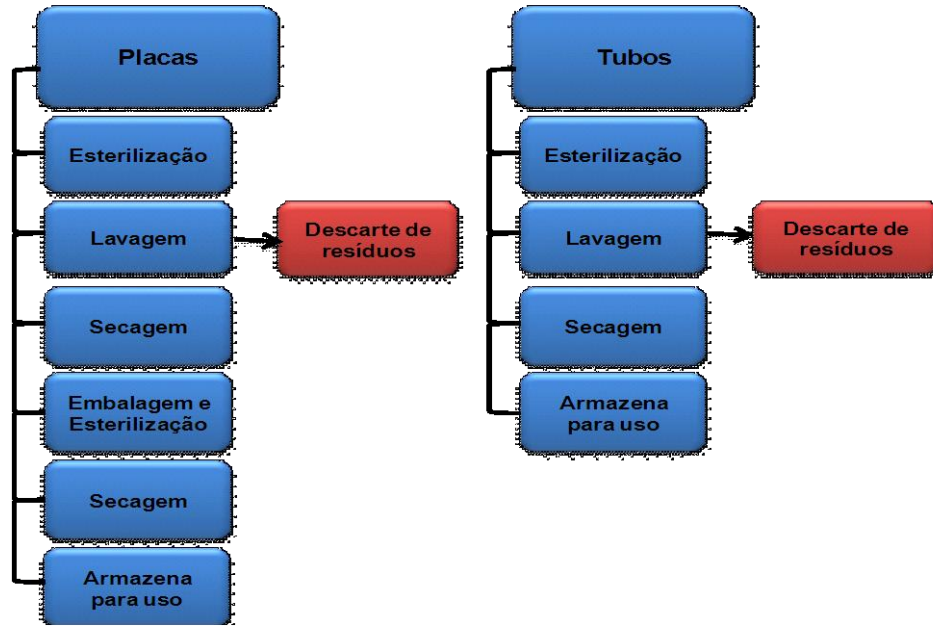 Placas
Esterilização
Lavagem
Descarte de
resíduos
Secagem
Embalagem e
Esterilização
Secagem
Armazena
para uso
Tubos
Esterilização
Lavagem
Descarte de
resíduos
Secagem
Armazena
para uso